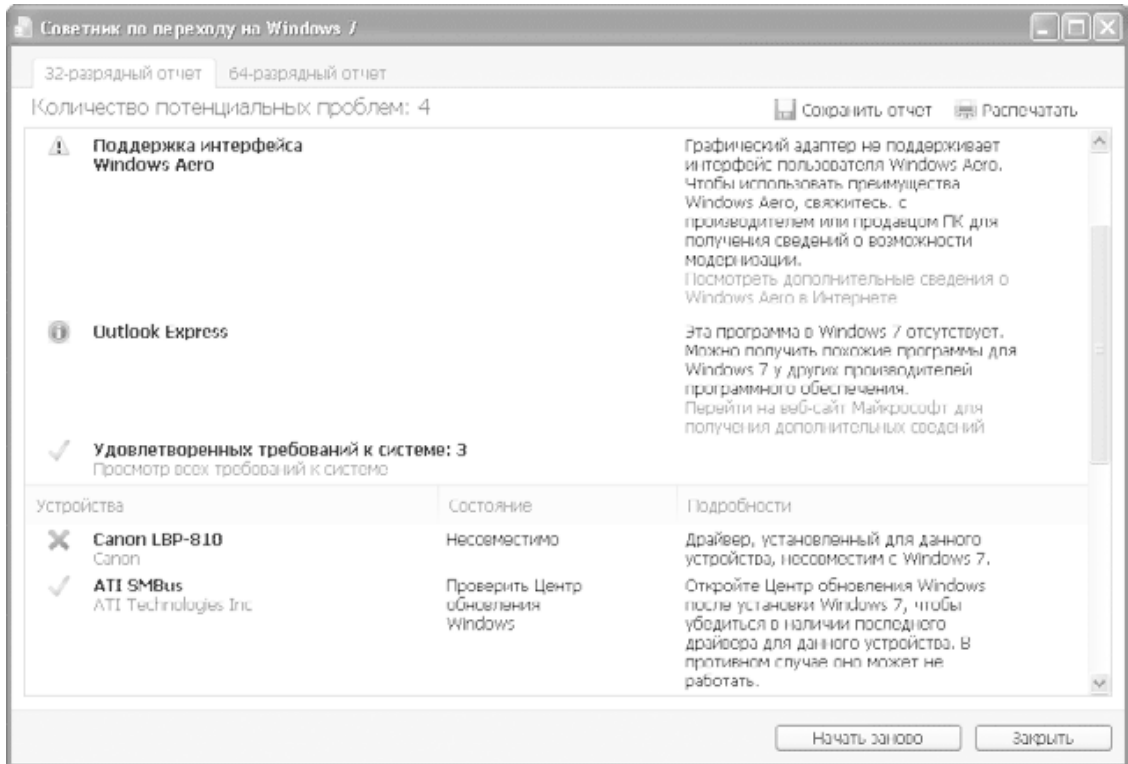 Советник по переходу на Windows 7
32-разрядный отчет 64-разрядный отчет
Количество потенциальных проблем: 4
Сохранить отчет Распечатать
Поддержка интерфейса
Windows Aero
Графический адаптер не поддерживает
интерфейс пользователя Windows Aero.
Чтобы использовать преимущества
Windows Aero, свяжитесь. с
производителем или продавцом ПК для
получения сведений о возможности
модернизации.
Посмотреть дополнительные сведения о
Windows Aero в Интернете
Outlook Express
Эта программа в Windows 7 отсутствует.
Можно получить похожие программы для
Windows 7 у других производителей
программного обеспечения.
Перейти на веб-сайт Майкрософт для
получения дополнительных сведений
Удовлетворенных требований к системе: 3
Просмотр всех требований к системе
Устройства Состояние Подробности
Canon LBP-810
Canon
Несовместимо
Драйвер, установленный для данного
устройства, несовместим с Windows 7.
ATI SMBus
ATI Technologies Inc
Проверить Центр
обновления
Windows
Откройте Центр обновления Windows
после установки Windows 7, чтобы
убедиться в наличии последнего
драйвера для данного устройства. В
противном случае оно может не
работать.
Начать заново Закрыть